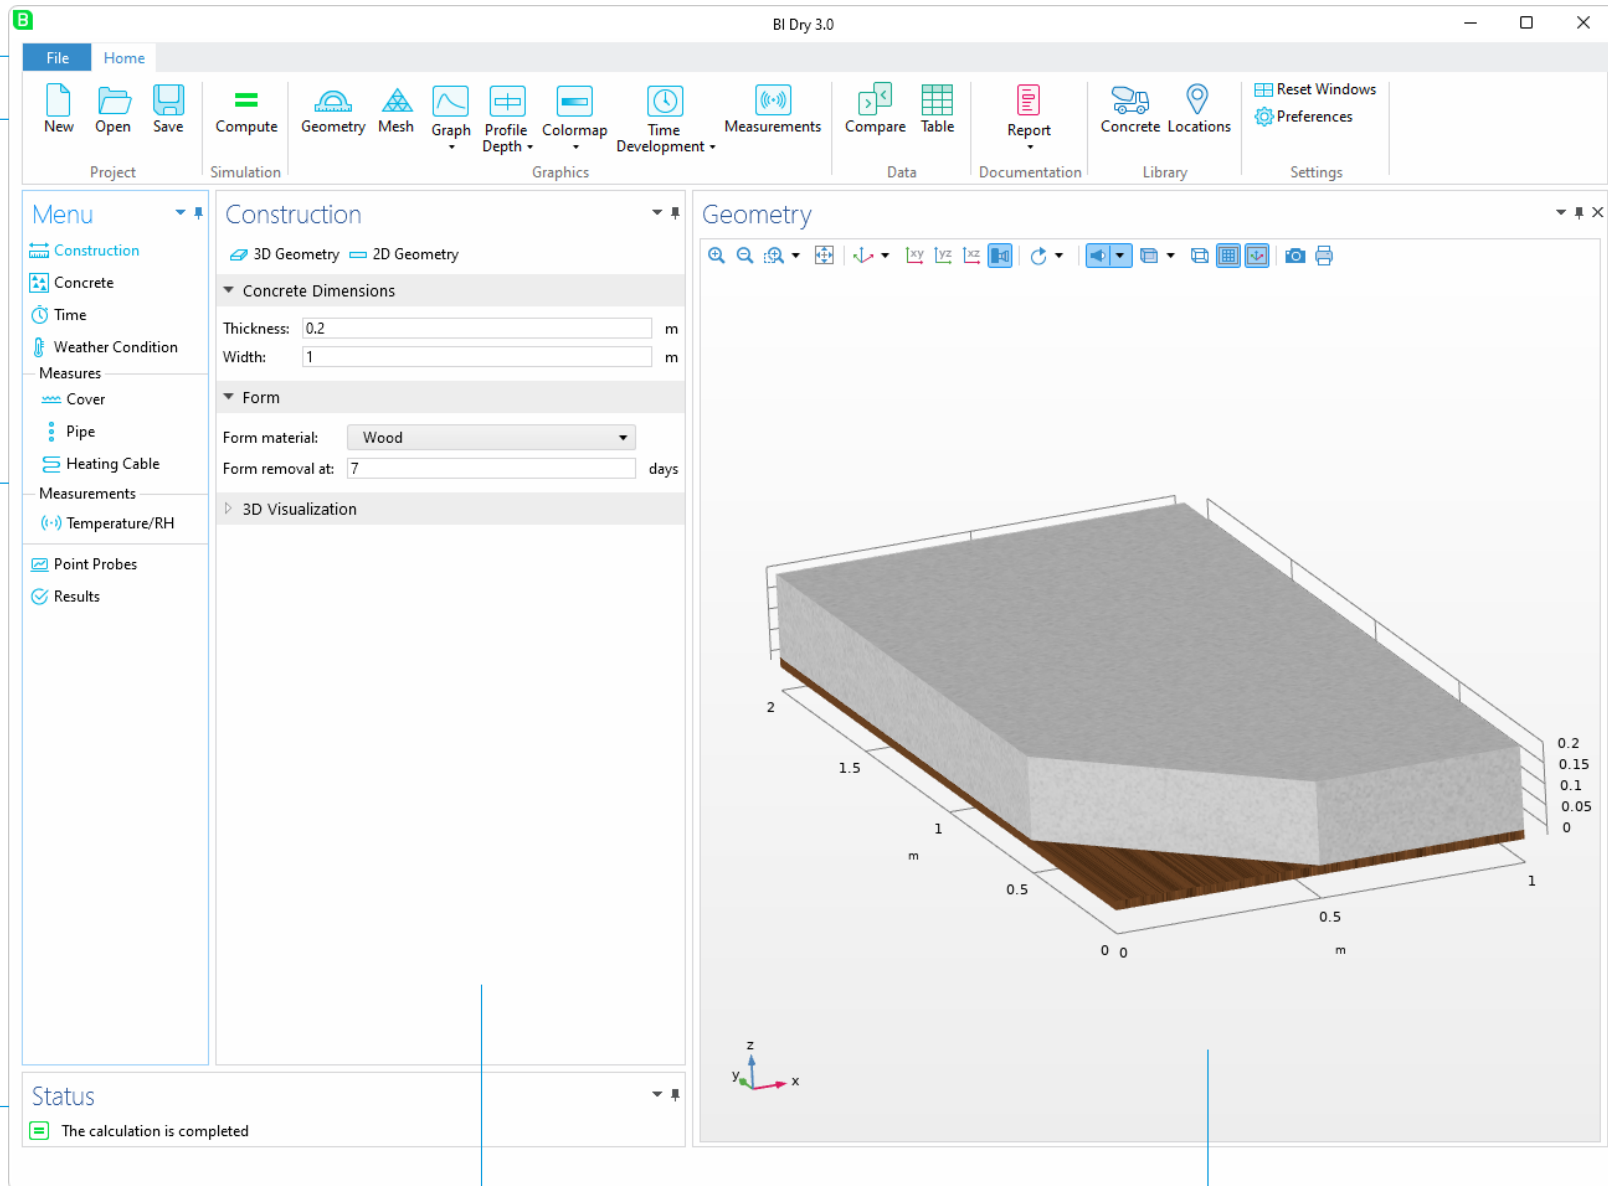 B
BI Dry 3.0
File Home
New Open Save Compute Geometry Mesh Graph Profile Depth Colormap Time Development Measurements Compare Table Report Concrete Locations Reset Windows
Preferences
Project Simulation Graphics Data Documentation Library Settings
Menu
Construction
Concrete
Time
Weather Condition
Measures
Cover
Pipe
Heating Cable
Measurements
Temperature/RH
Point Probes
Results
Construction
3D Geometry 2D Geometry
Concrete Dimensions
Thickness: 0.2 m
Width: 1 m
Form
Form material: Wood
Form removal at: 7 days
3D Visualization
Geometry
xy yz xz
2
1.5
1
m
0.5
0 0
0.5
m
1
0.2
0.15
0.1
0.05
0
z
y x
Status
The calculation is completed